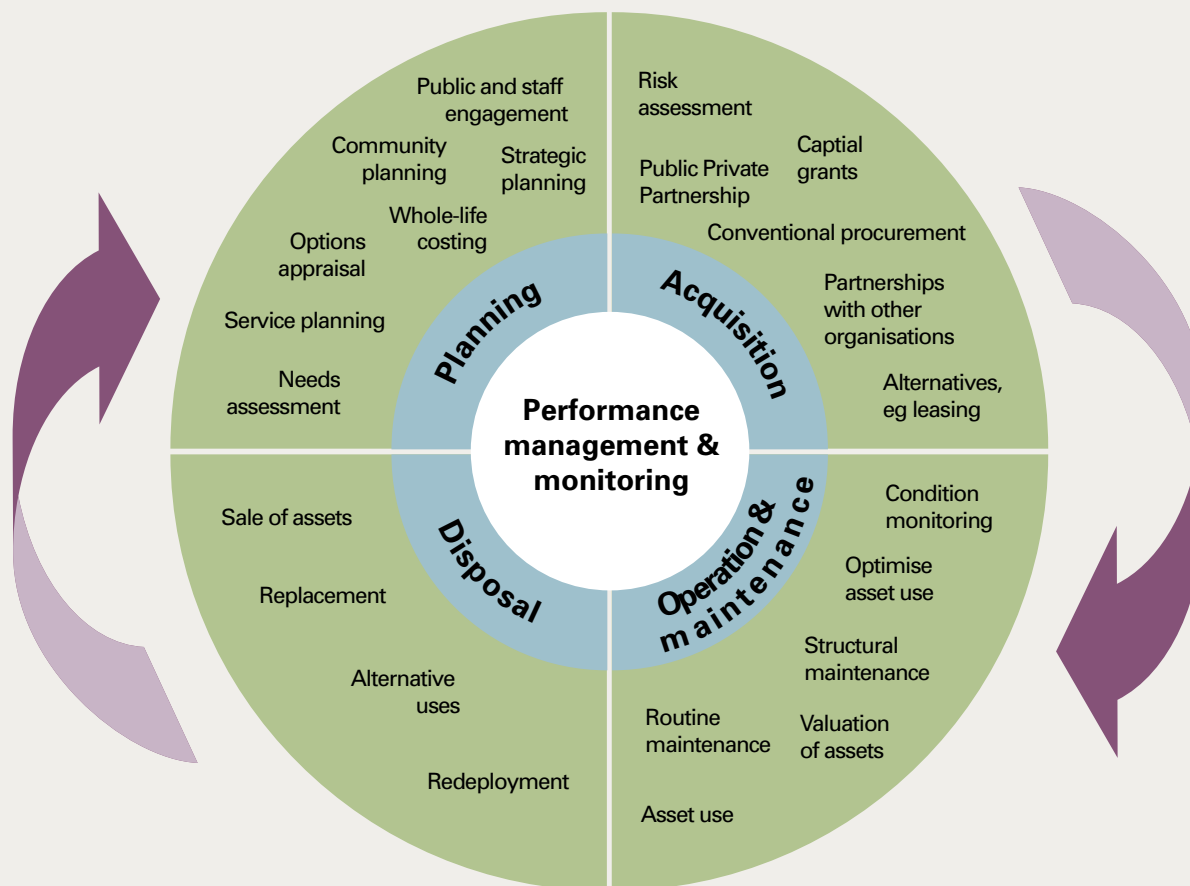 Public and staff
engagement
Community
planning
Strategic
planning
Whole-life
costing
Options
appraisal
Service planning
Needs
assessment
Planning
Risk
assessment
Captial
grants
Public Private
Partnership
Conventional procurement
Partnerships
with other
organisations
Alternatives,
eg leasing
Acquisition
Performance
management &
monitoring
Sale of assets
Replacement
Alternative
uses
Redeployment
Disposal
Condition
monitoring
Optimise
asset use
Structural
maintenance
Routine
maintenance
Valuation
of assets
Asset use
Operation &
maintenance